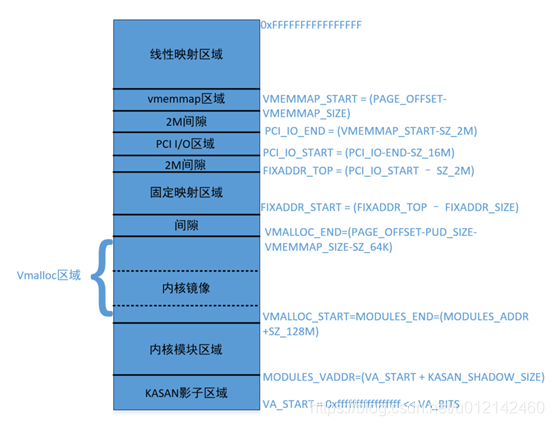 0xFFFFFFFFFFFFFFFF
线性映射区域
vmemmap区域
VMEMMAP_START = (PAGE_OFFSET-
VMEMMAP_SIZE)
2M间隙
PCI_IO_END = (VMEMMAP_START-SZ_2M)
PCI I/O区域
PCI_IO_START = (PCI_IO-END-SZ_16M)
2M间隙
FIXADDR_TOP = (PCI_IO_START – SZ_2M)
固定映射区域
FIXADDR_START = (FIXADDR_TOP – FIXADDR_SIZE)
间隙
VMALLOC_END=(PAGE_OFFSET-PUD_SIZE-
VMEMMAP_SIZE-SZ_64K)
Vmalloc区域
内核镜像
VMALLOC_START=MODULES_END=(MODULES_ADDR
+SZ_128M)
内核模块区域
MODULES_VADDR=(VA_START + KASAN_SHADOW_SIZE)
KASAN影子区域
VA_START = 0xffffffffffffffff << VA_BITS
https://blog.csdn.net/u012142460